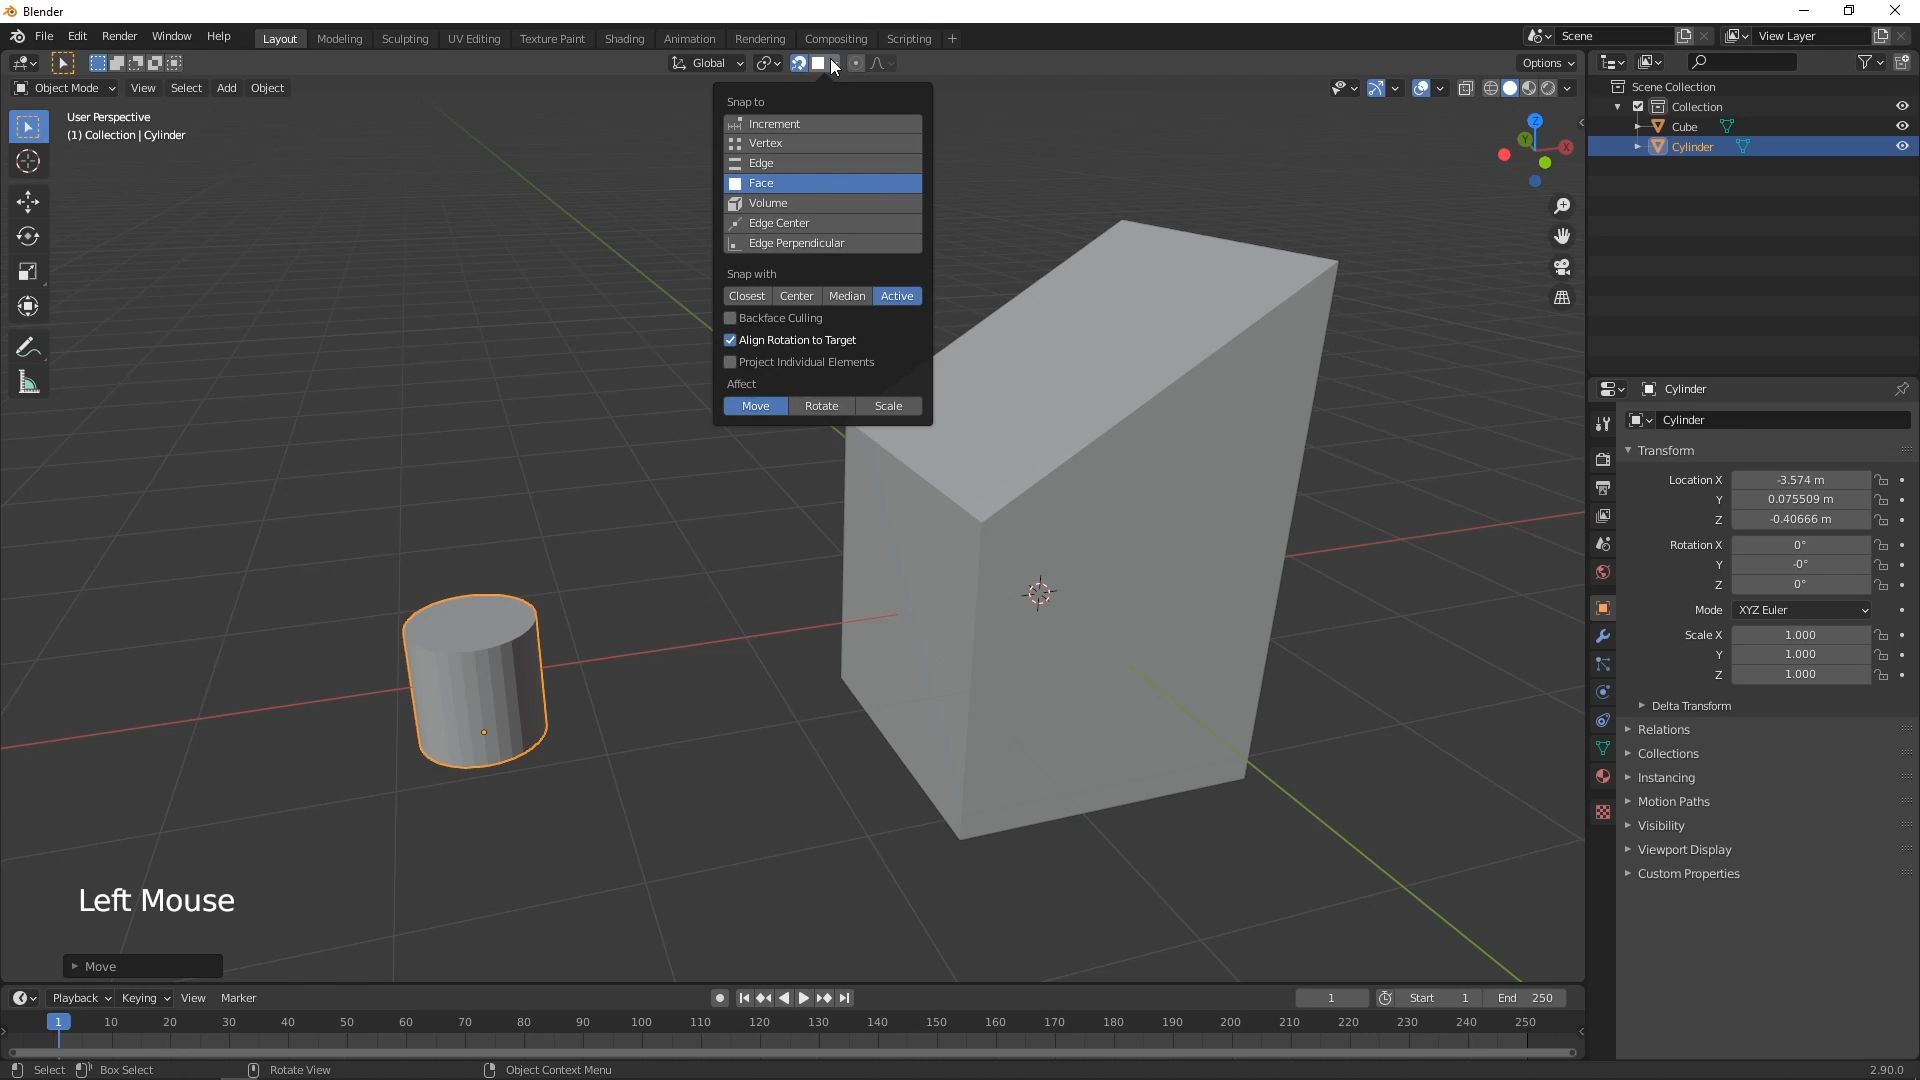 Blender
File Edit Render Window Help
Layout Modeling Sculpting UV Editing Texture Paint Shading Animation Rendering Compositing Scripting +
Scene View Layer
Global Options
Object Mode View Select Add Object
User Perspective
(1) Collection | Cylinder
Snap to
Increment
Vertex
Edge
Face
Volume
Edge Center
Edge Perpendicular
Snap with
Closest Center Median Active
Backface Culling
Align Rotation to Target
Project Individual Elements
Affect
Move Rotate Scale
Z
Y
X
Left Mouse
Move
Scene Collection
Collection
Cube
Cylinder
Cylinder
Cylinder
Transform
Location X -3.574 m
Y 0.075509 m
Z -0.40666 m
Rotation X 0°
Y -0°
Z 0°
Mode XYZ Euler
Scale X 1.000
Y 1.000
Z 1.000
Delta Transform
Relations
Collections
Instancing
Motion Paths
Visibility
Viewport Display
Custom Properties
Playback Keying View Marker
1 Start 1 End 250
1 10 20 30 40 50 60 70 80 90 100 110 120 130 140 150 160 170 180 190 200 210 220 230 240 250
Select Box Select Rotate View Object Context Menu 2.90.0